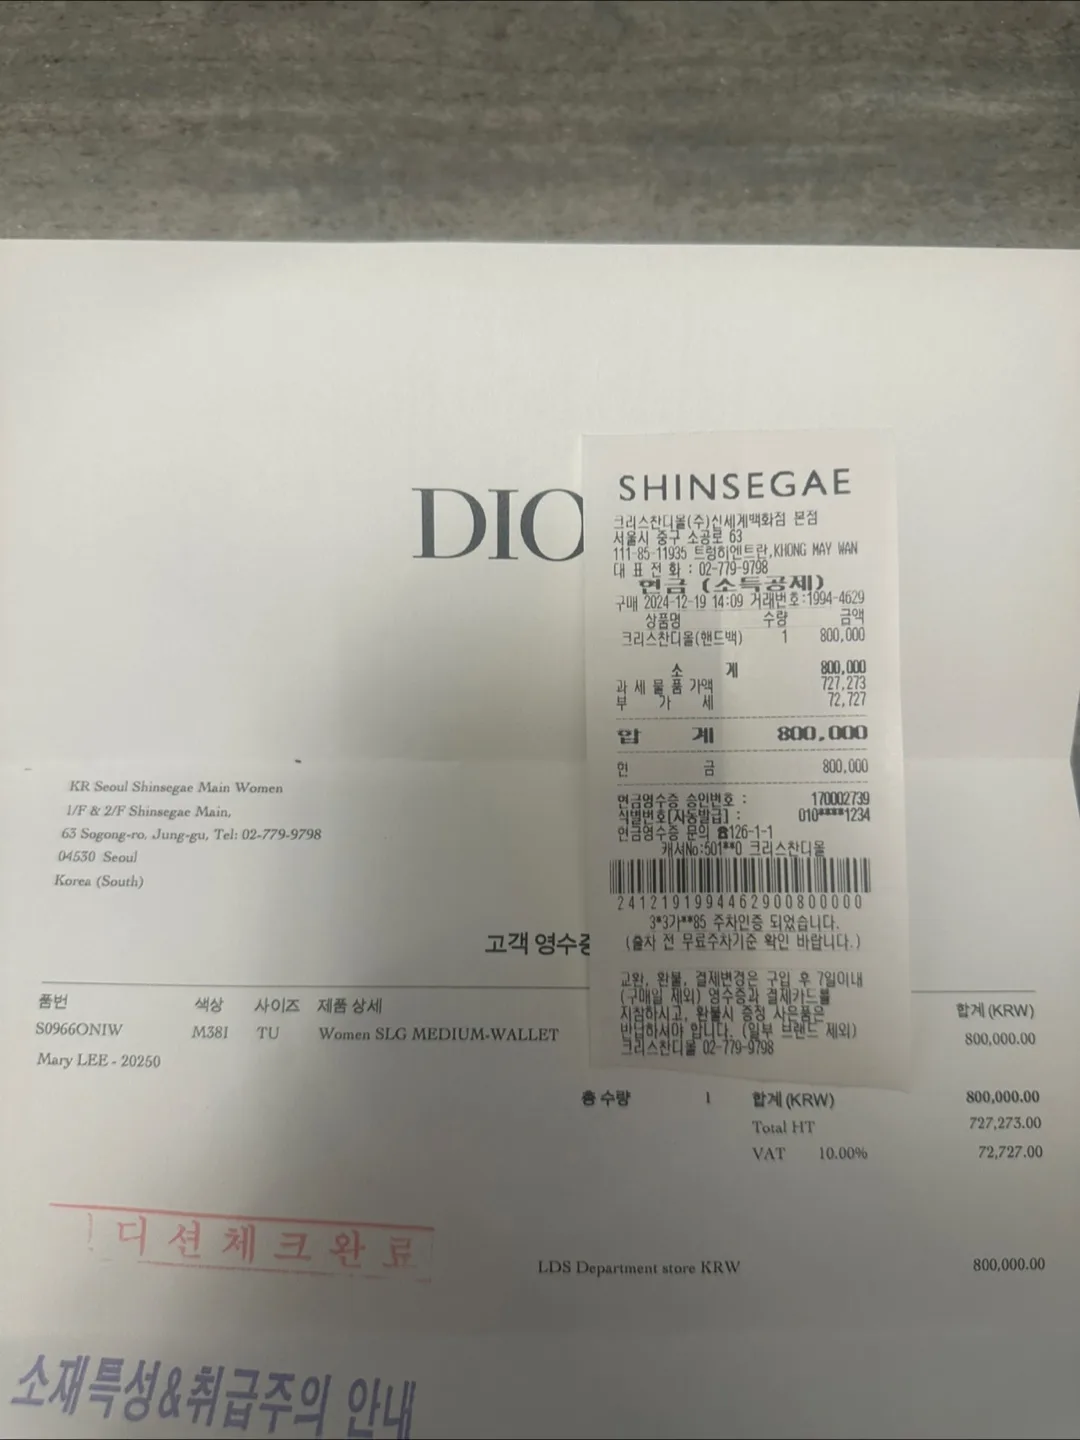 DIO
KR Seoul Shinsegae Main Women
1/F & 2/F Shinsegae Main,
63 Sogong-ro, Jung-gu, Tel: 02-779-9798
04530 Seoul
Korea (South)
고객 영수증
품번 색상 사이즈 제품 상세 합계 (KRW)
S0966ONIW M381 TU Women SLG MEDIUM-WALLET 800,000.00
Mary LEE - 20250
총 수량 1 합계 (KRW) 800,000.00
Total HT 727,273.00
VAT 10.00% 72,727.00
디션체크완료
LDS Department store KRW 800,000.00
소재특성&취급주의 안내
SHINSEGAE
크리스챤디올(주)신세계백화점 본점
서울시 중구 소공로 63
111-85-11935 트렁히엔트란,KHONG MAY WAN
대 표 전 화 : 02-779-9798
현금 (소득공제)
구매 2024-12-19 14:09 거래번호:1994-4629
상품명 수량 금액
크리스챤디올(핸드백) 1 800,000
소 계 800,000
과 세 물 품 가액 727,273
부 가 세 72,727
합 계 800,000
현 금 800,000
현금영수증 승인번호 : 170002739
식별번호[자동발급] : 010****1234
현금영수증 문의 ☎126-1-1
캐셔No:501**0 크리스챤디올
241219199446290080000​0
3*3가**85 주차인증 되었습니다.
(출차 전 무료주차기준 확인 바랍니다.)
교환, 환불, 결제변경은 구입 후 7일이내
(구매일 제외) 영수증과 결제카드를
지참하시고, 환불시 증정 사은품은
반납하셔야 합니다. (일부 브랜드 제외)
크리스챤디올 02-779-9798